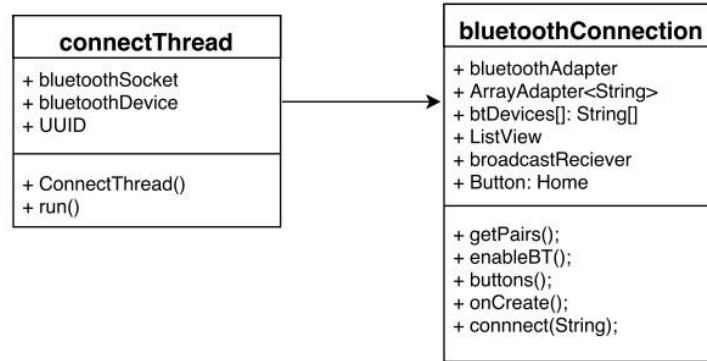 connectThread
+ bluetoothSocket
+ bluetoothDevice
+ UUID
+ ConnectThread()
+ run()
bluetoothConnection
+ bluetoothAdapter
+ ArrayAdapter<String>
+ btDevices[]: String[]
+ ListView
+ broadcastReciever
+ Button: Home
+ getPairs();
+ enableBT();
+ buttons();
+ onCreate();
+ connnect(String);